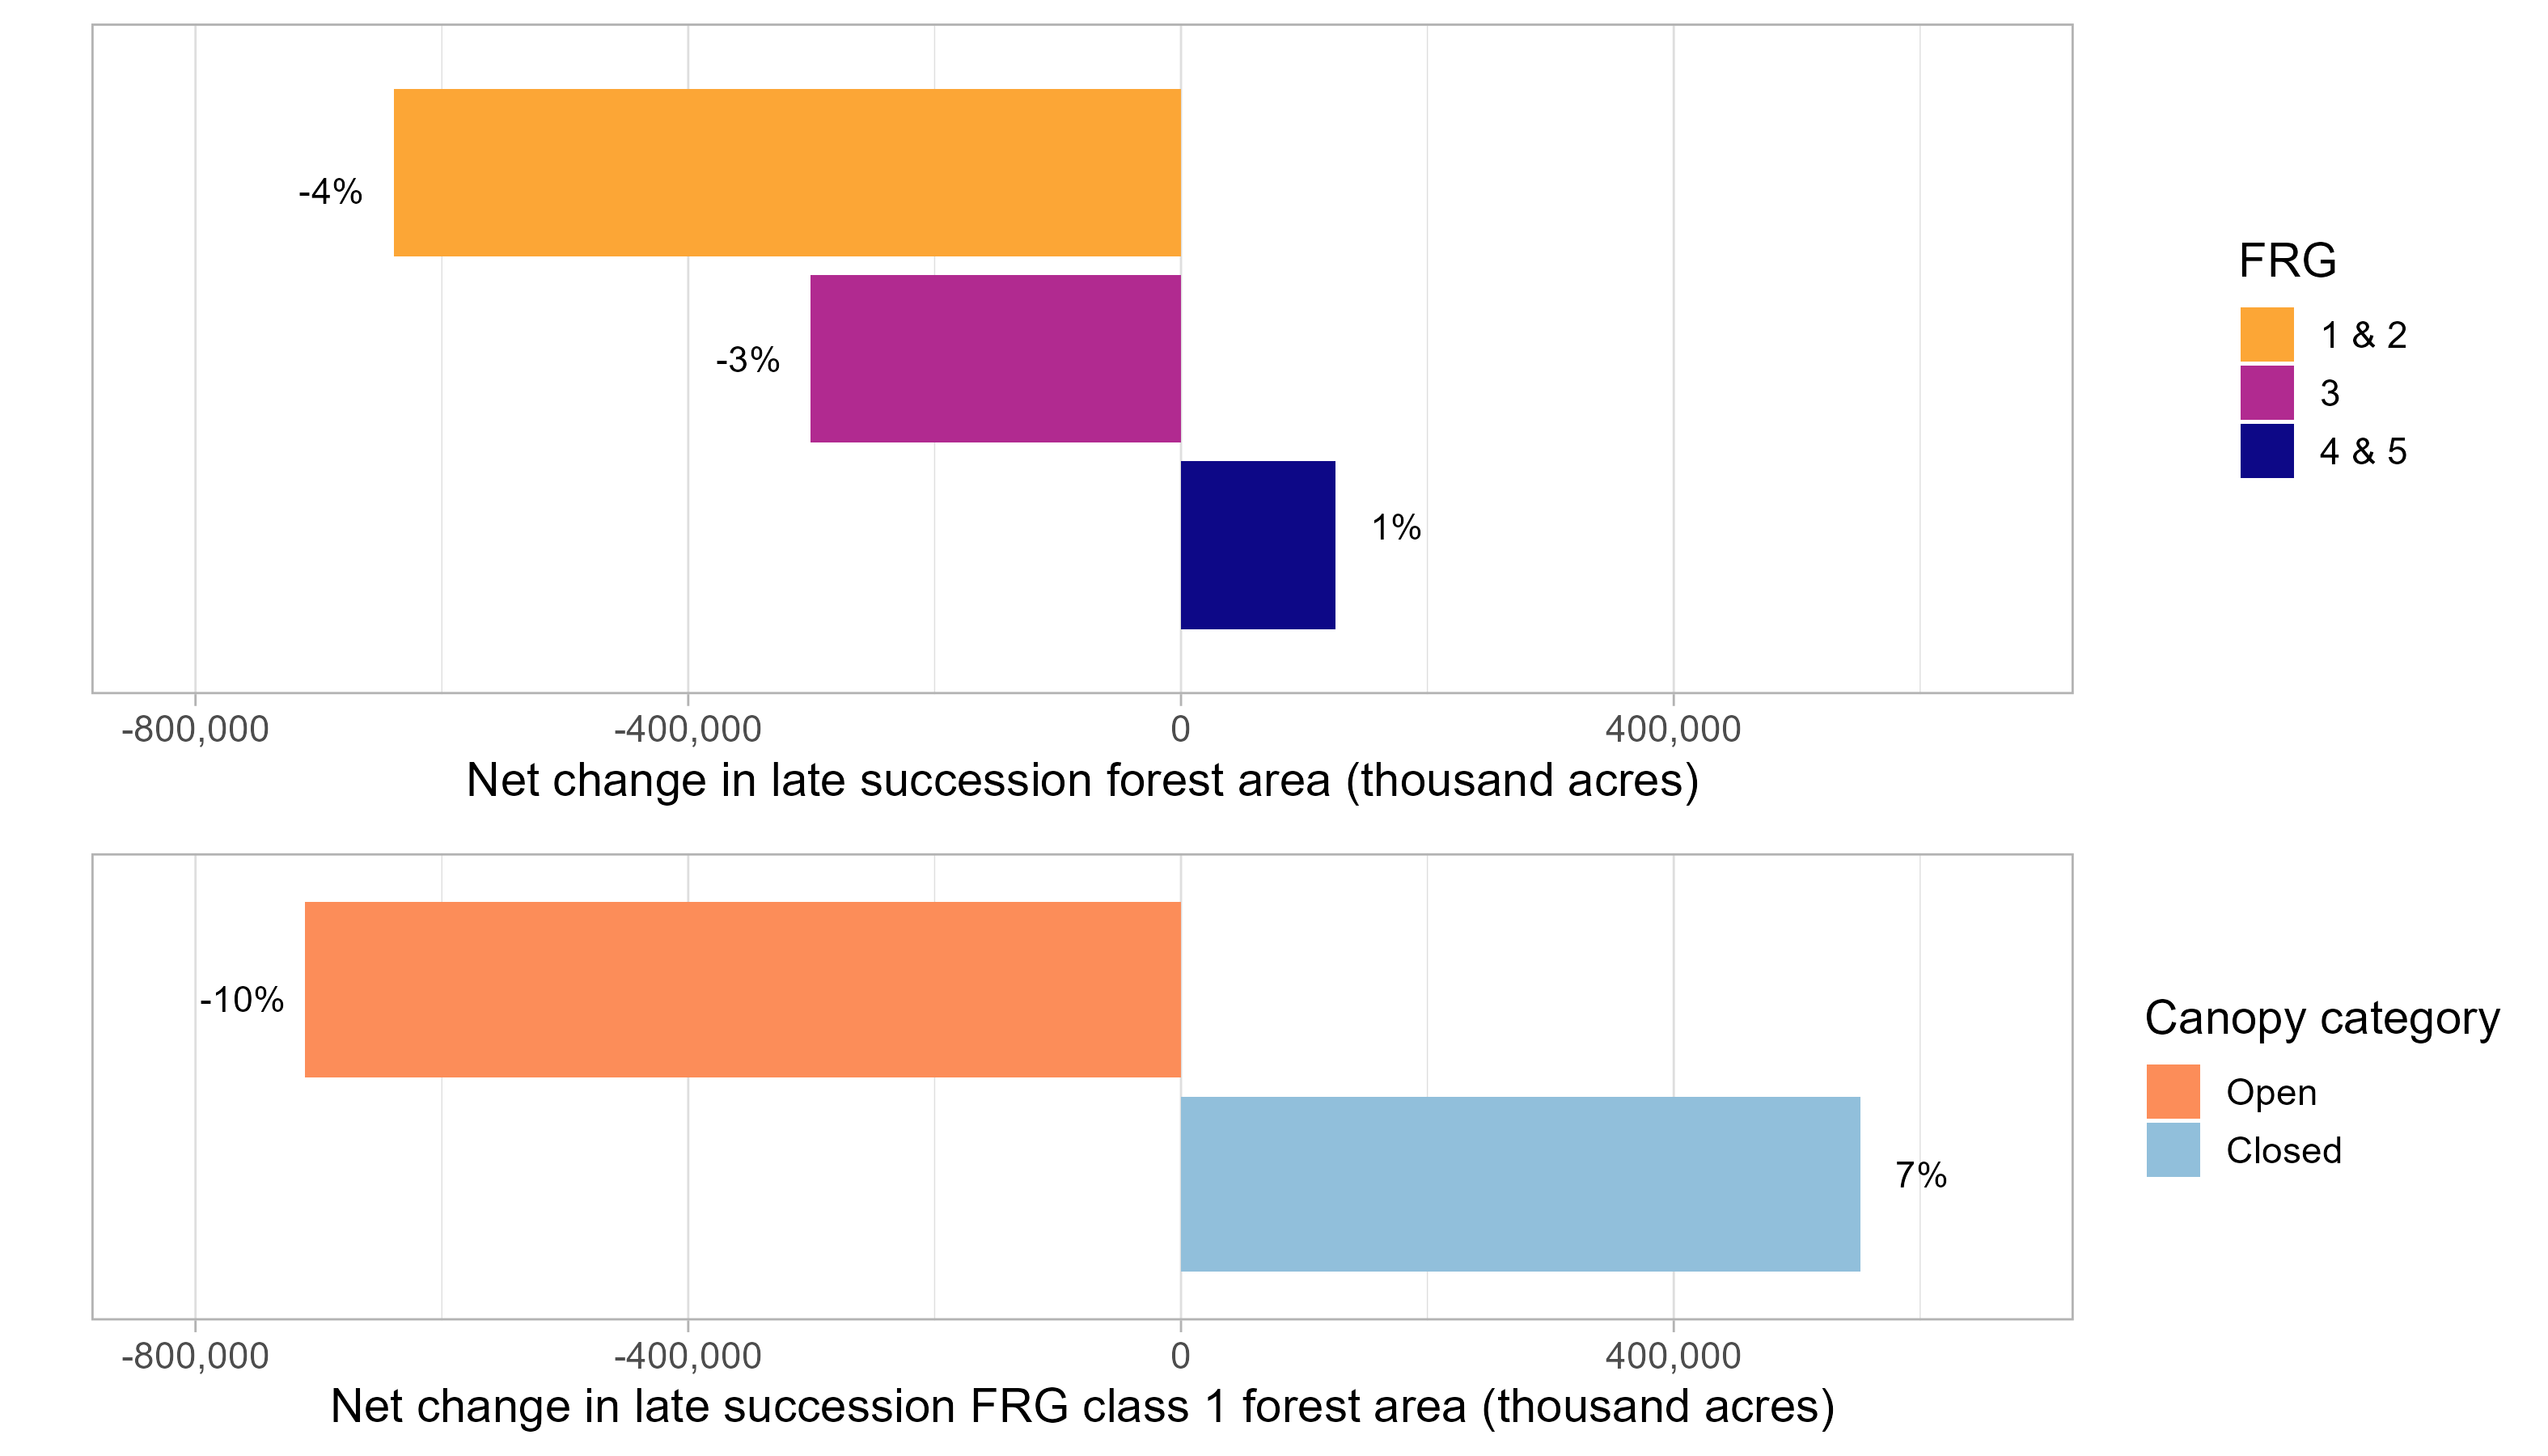 -4%
-3%
1%
-800,000 -400,000 0 400,000
Net change in late succession forest area (thousand acres)
FRG
1 & 2
3
4 & 5
-10%
7%
-800,000 -400,000 0 400,000
Net change in late succession FRG class 1 forest area (thousand acres)
Canopy category
Open
Closed